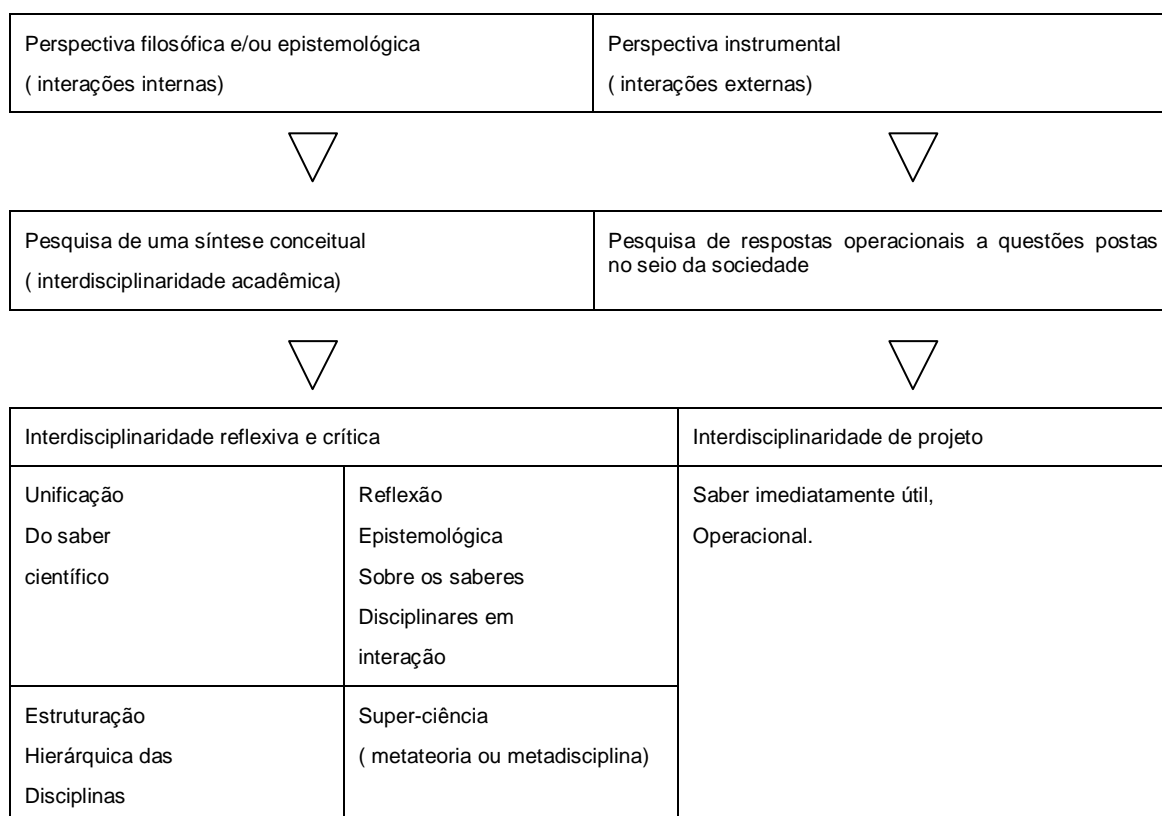 Perspectiva filosófica e/ou epistemológica
( interações internas)
Perspectiva instrumental
( interações externas)
Pesquisa de uma síntese conceitual
( interdisciplinaridade acadêmica)
Pesquisa de respostas operacionais a questões postas
no seio da sociedade
Interdisciplinaridade reflexiva e crítica
Interdisciplinaridade de projeto
Unificação
Do saber
científico
Reflexão
Epistemológica
Sobre os saberes
Disciplinares em
interação
Saber imediatamente útil,
Operacional.
Estruturação
Hierárquica das
Disciplinas
Super-ciência
( metateoria ou metadisciplina)